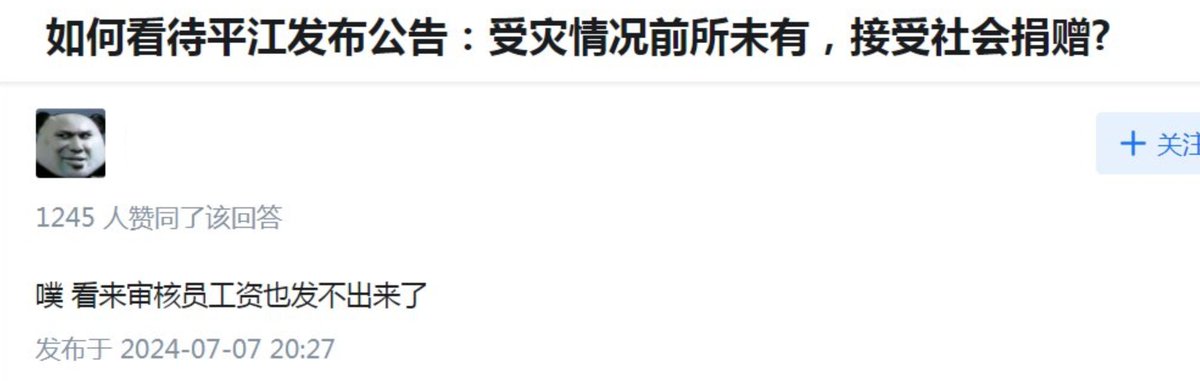 如何看待平江发布公告：受灾情况前所未有，接受社会捐赠?
+ 关注
1245 人赞同了该回答
噗 看来审核员工资也发不出来了
发布于 2024-07-07 20:27